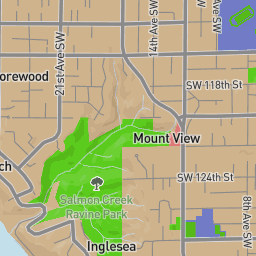 21st Ave SW
14th Ave SW
Ave SW
orewood
SW 118th St
Mount View
ch
SW 124th St
Salmon Creek
Ravine Park
8th Ave SW
Inglesea